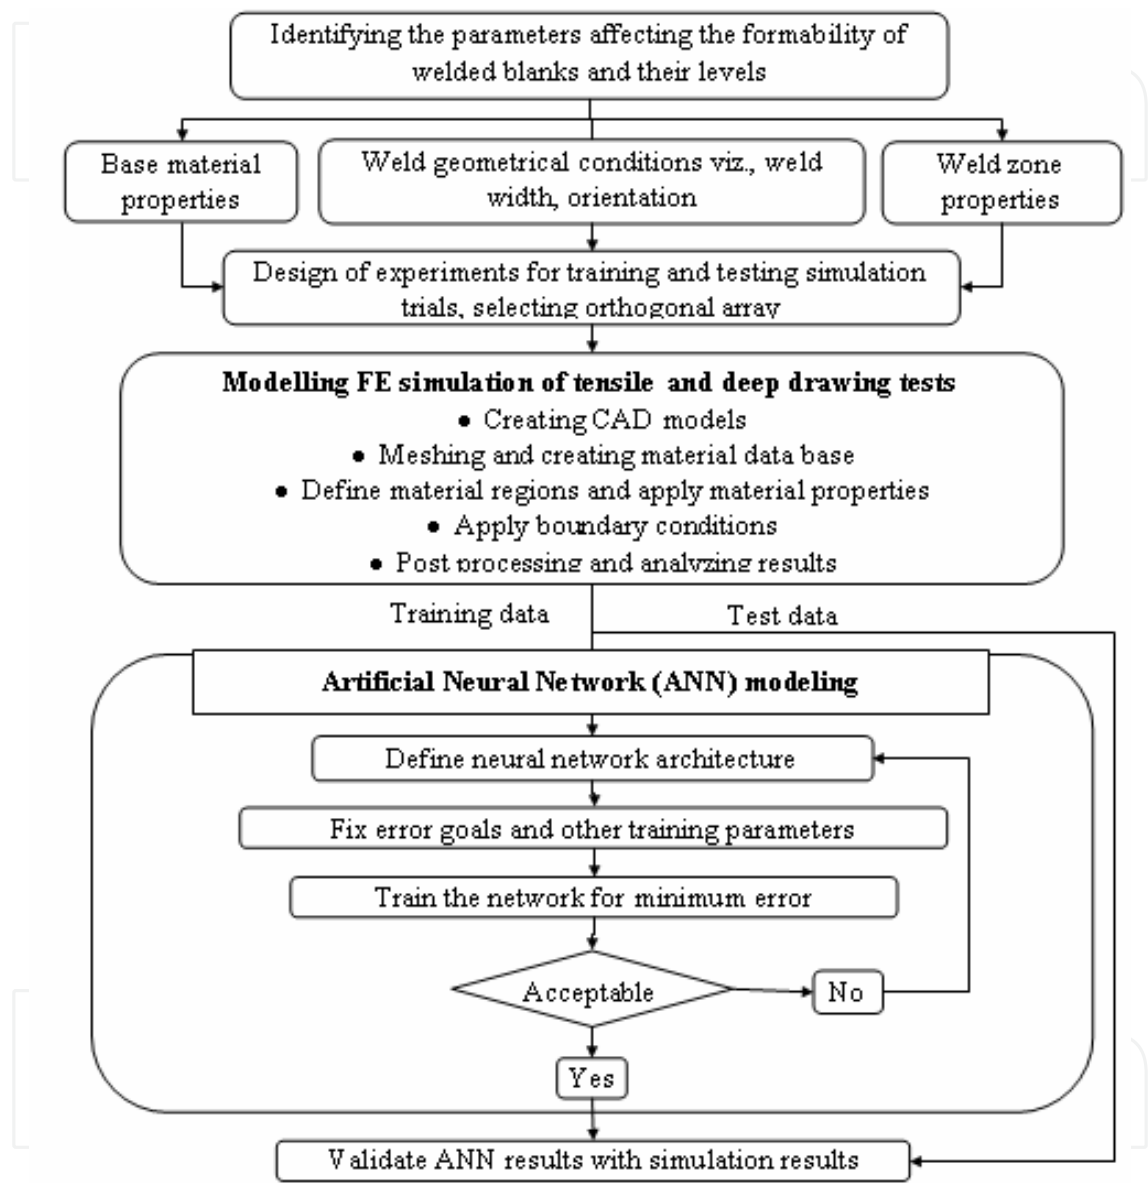 Identifying the parameters affecting the formability of
welded blanks and their levels
Base material
properties
Weld geometrical conditions viz., weld
width, orientation
Weld zone
properties
Design of experiments for training and testing simulation
trials, selecting orthogonal array
Modelling FE simulation of tensile and deep drawing tests
● Creating CAD models
● Meshing and creating material data base
● Define material regions and apply material properties
● Apply boundary conditions
● Post processing and analyzing results
Training data
Test data
Artificial Neural Network (ANN) modeling
Define neural network architecture
Fix error goals and other training parameters
Train the network for minimum error
Acceptable
No
Yes
Validate ANN results with simulation results